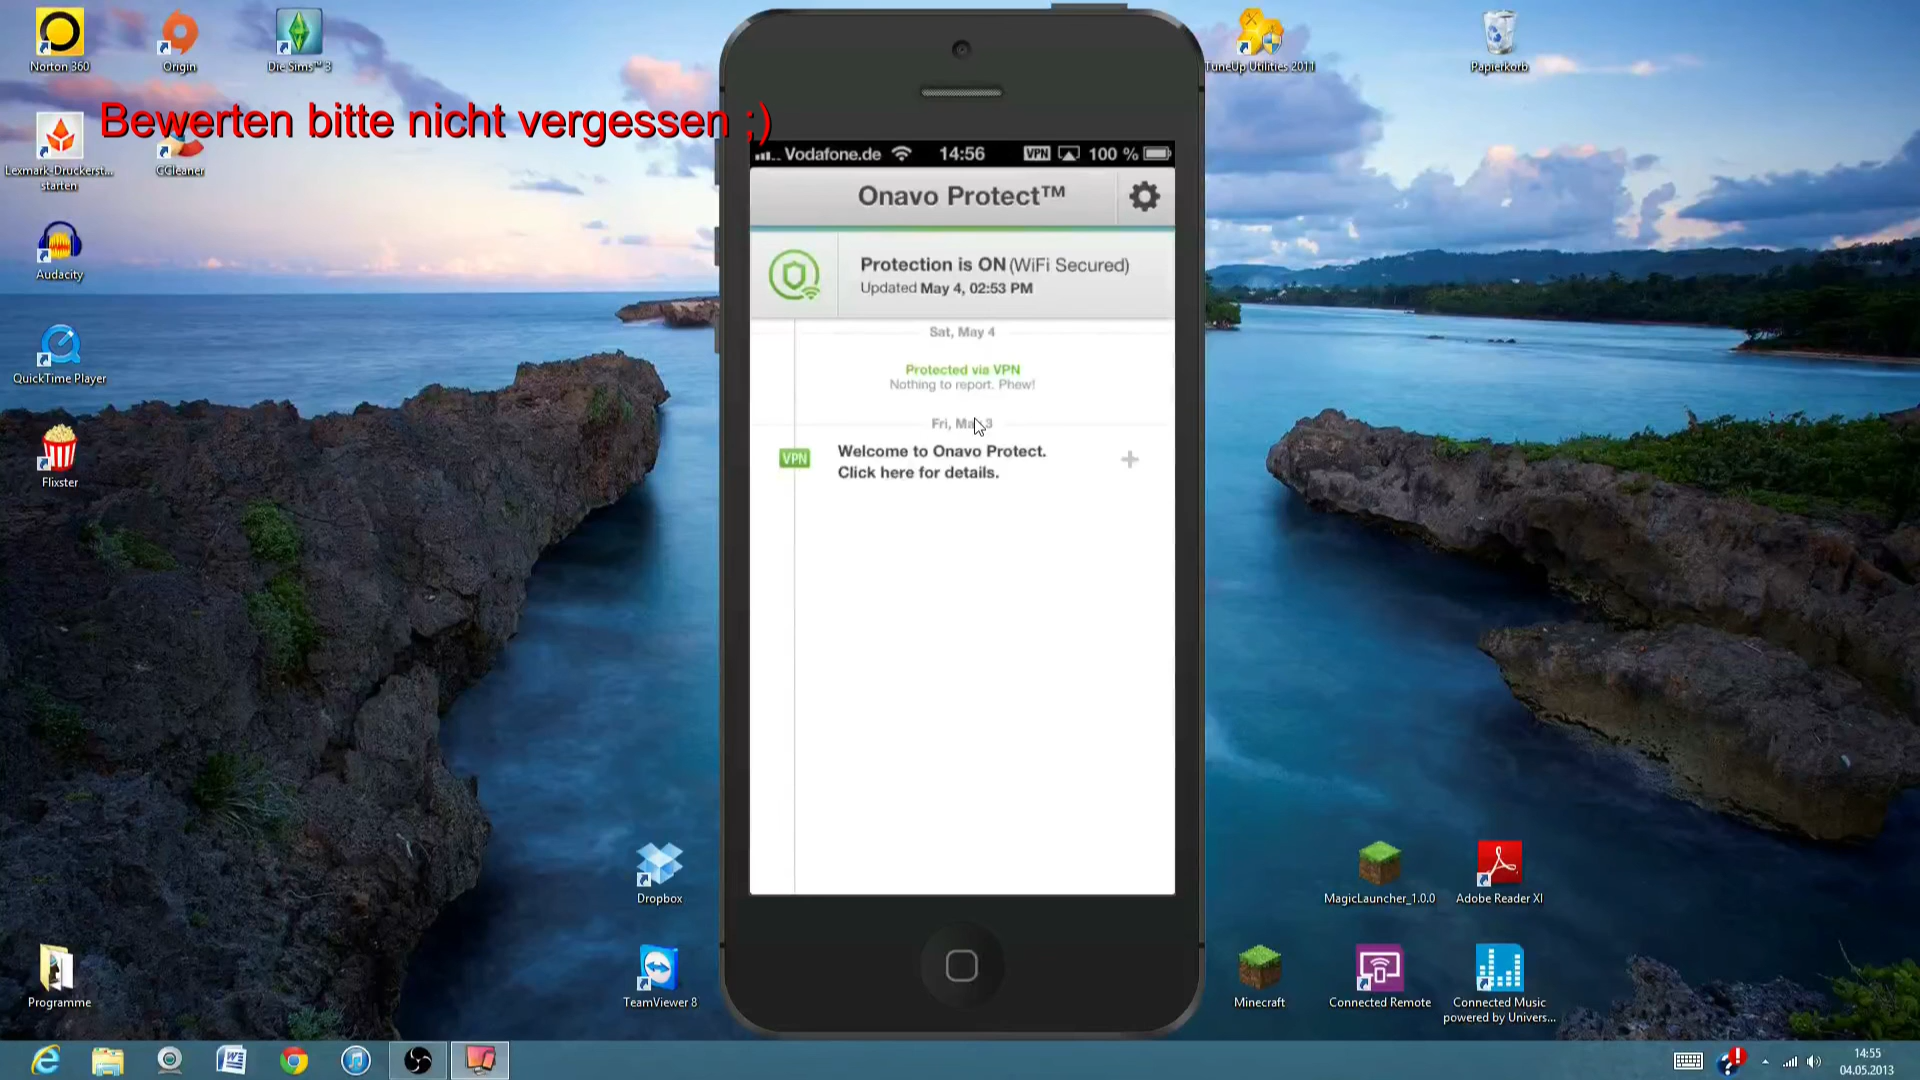 Norton 360
Origin
Die Sims™ 3
TuneUp Utilities 2011
Papierkorb
Bewerten bitte nicht vergessen ;)
Lexmark-Druckerst...
starten
CCleaner
Audacity
QuickTime Player
Flixster
Vodafone.de 14:56 VPN 100 %
Onavo Protect™
Protection is ON (WiFi Secured)
Updated May 4, 02:53 PM
Sat, May 4
Protected via VPN
Nothing to report. Phew!
Fri, May 3
VPN
Welcome to Onavo Protect.
Click here for details.
Dropbox
MagicLauncher_1.0.0
Adobe Reader XI
Programme
TeamViewer 8
Minecraft
Connected Remote
Connected Music
powered by Univers...
14:55
04.05.2013